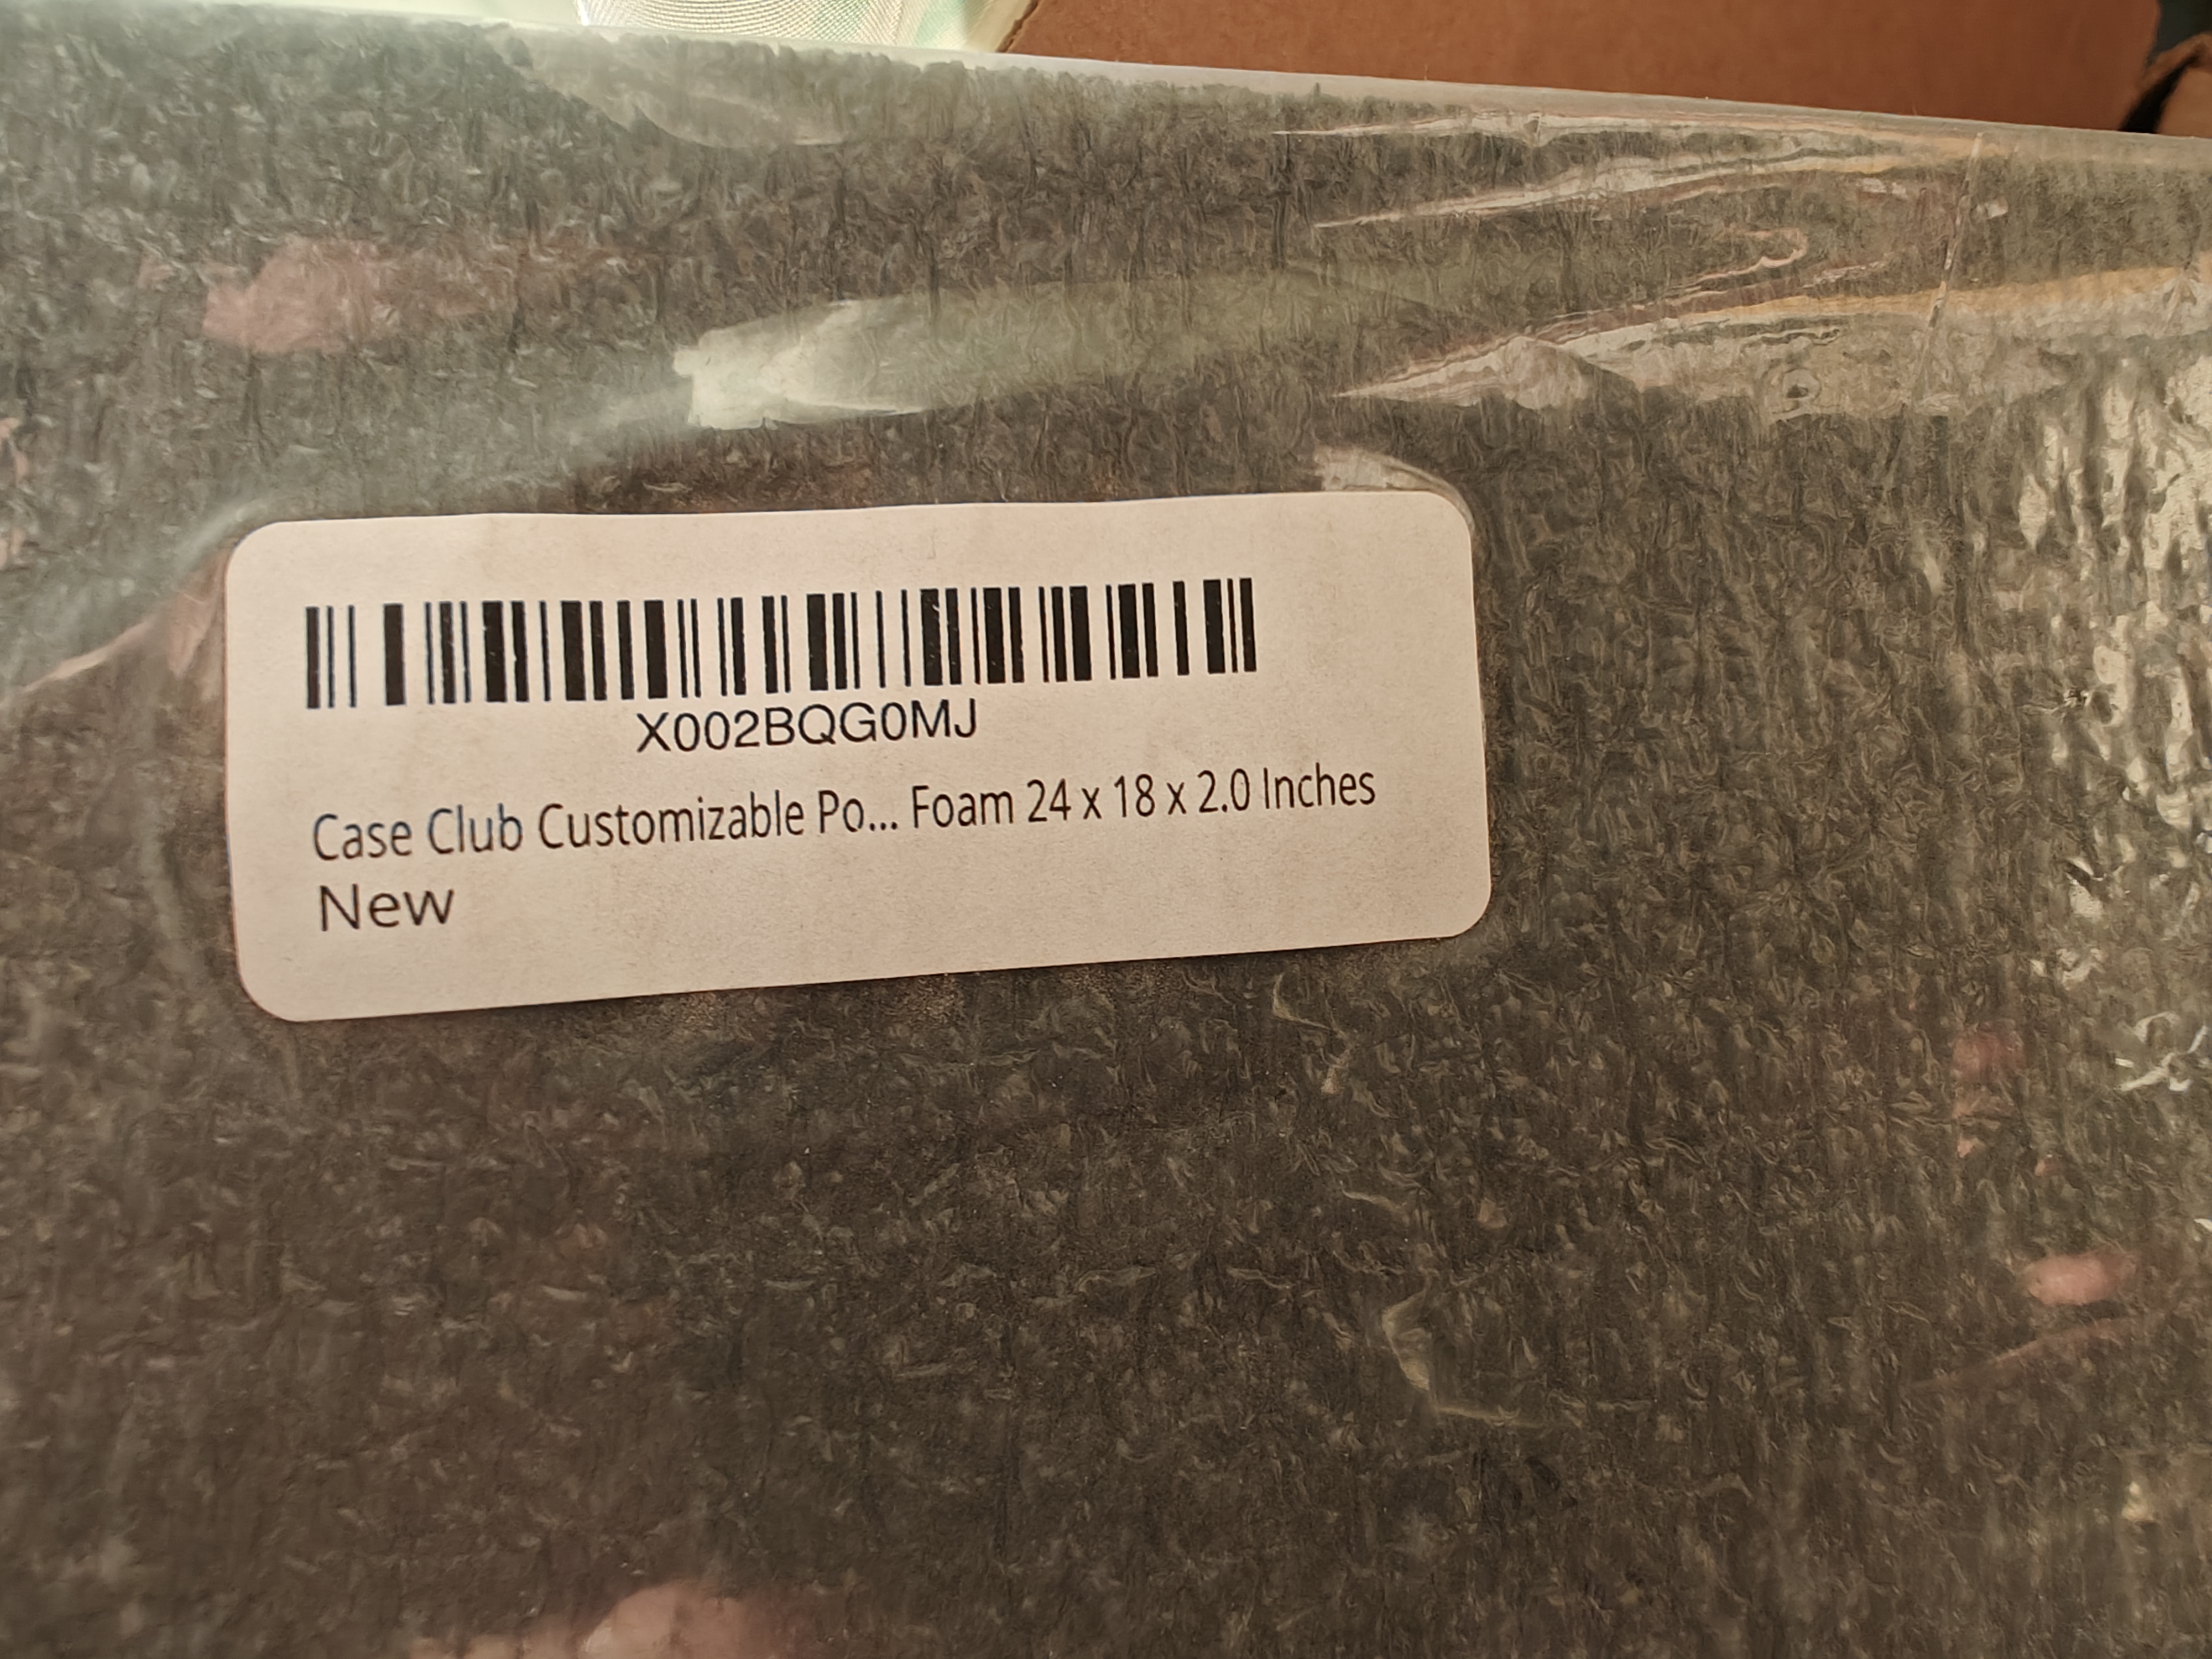 X002BQG0MJ
Case Club Customizable Po... Foam 24 x 18 x 2.0 Inches
New